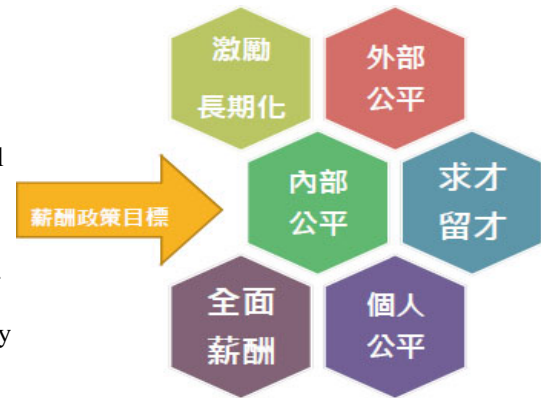 激勵
長期化
外部
公平
薪酬政策目標
內部
公平
求才
留才
全面
薪酬
個人
公平